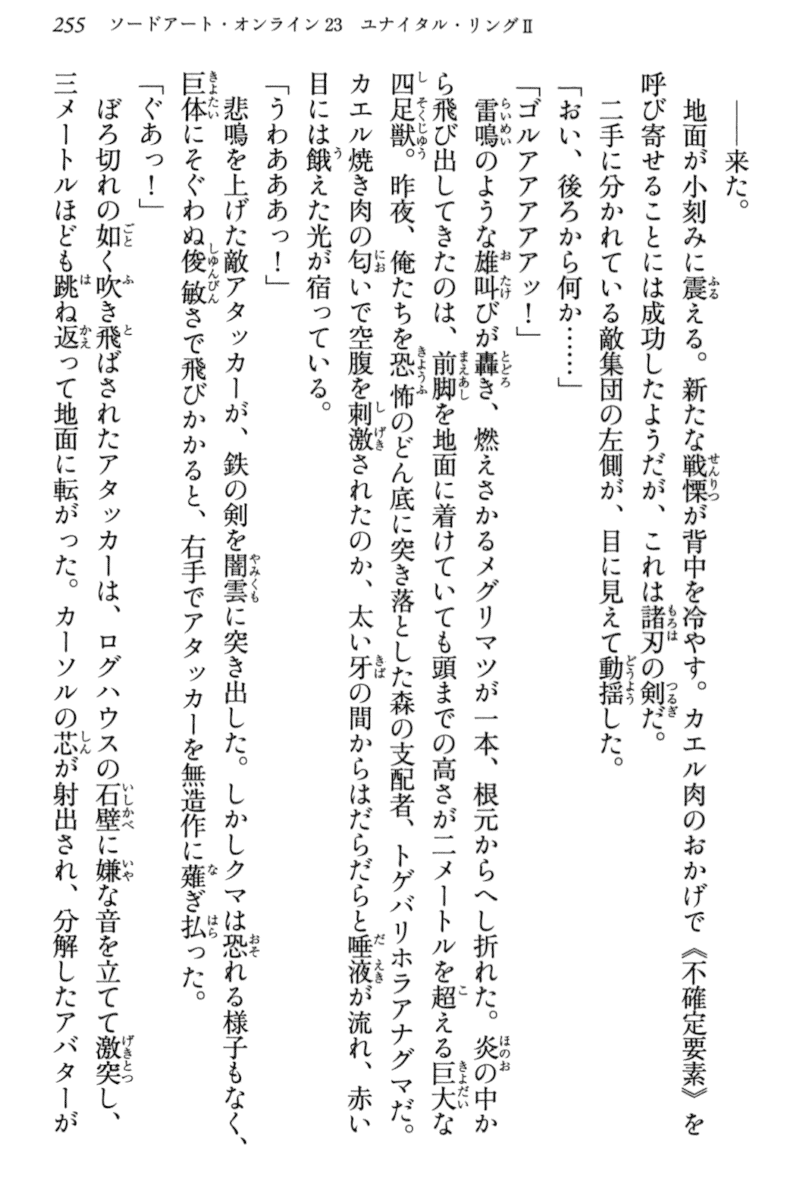 255 ソードアート・オンライン23 ユナイタル・リングⅡ
――来た。
地面が小刻みに震える。新たな戦慄が背中を冷やす。カエル肉のおかげで《不確定要素》を
呼び寄せることには成功したようだが、これは諸刃の剣だ。
二手に分かれている敵集団の左側が、目に見えて動揺した。
「おい、後ろから何か……」
「ゴルアアアアアッ！」
雷鳴のような雄叫びが轟き、燃えさかるメグリマツが一本、根元からへし折れた。炎の中か
ら飛び出してきたのは、前脚を地面に着けていても頭までの高さが二メートルを超える巨大な
四足獣。昨夜、俺たちを恐怖のどん底に突き落とした森の支配者、トゲバリホラアナグマだ。
カエル焼き肉の匂いで空腹を刺激されたのか、太い牙の間からはだらだらと唾液が流れ、赤い
目には餓えた光が宿っている。
「うわあああっ！」
悲鳴を上げた敵アタッカーが、鉄の剣を闇雲に突き出した。しかしクマは恐れる様子もなく、
巨体にそぐわぬ俊敏さで飛びかかると、右手でアタッカーを無造作に薙ぎ払った。
「ぐあっ！」
ぼろ切れの如く吹き飛ばされたアタッカーは、ログハウスの石壁に嫌な音を立てて激突し、
三メートルほども跳ね返って地面に転がった。カーソルの芯が射出され、分解したアバターが